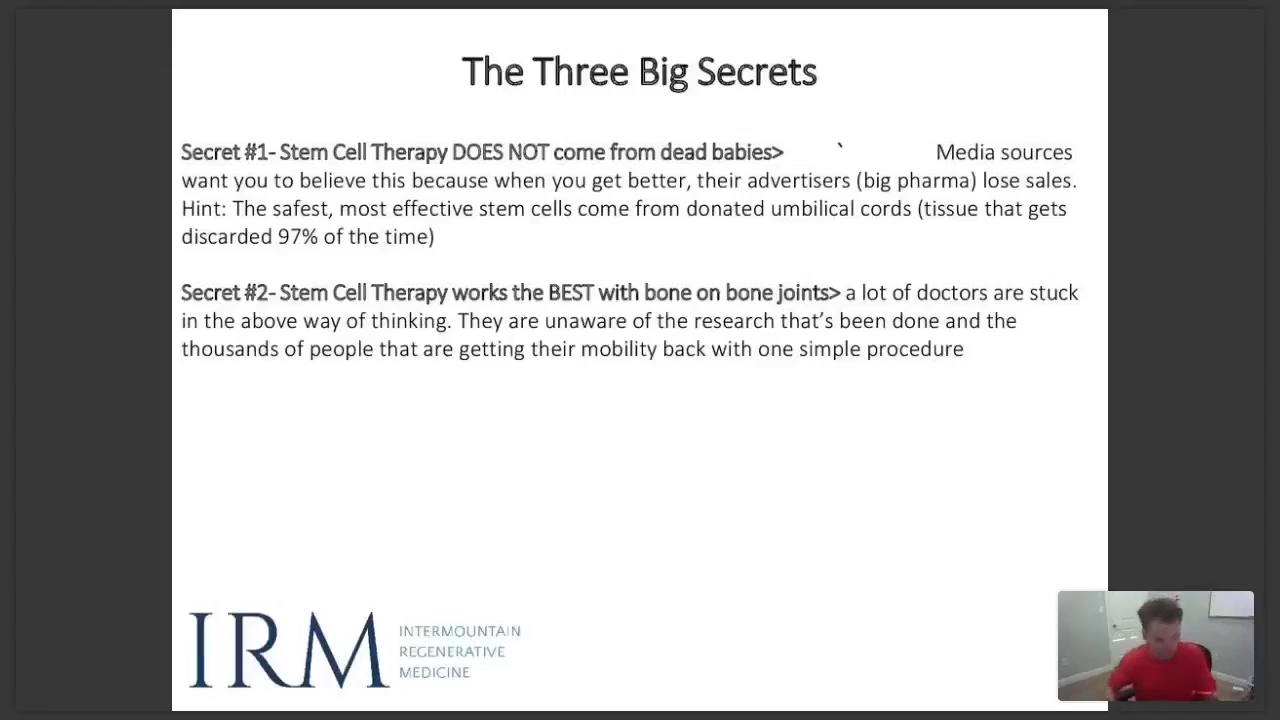 The Three Big Secrets
Secret #1- Stem Cell Therapy DOES NOT come from dead babies> ` Media sources
want you to believe this because when you get better, their advertisers (big pharma) lose sales.
Hint: The safest, most effective stem cells come from donated umbilical cords (tissue that gets
discarded 97% of the time)
Secret #2- Stem Cell Therapy works the BEST with bone on bone joints> a lot of doctors are stuck
in the above way of thinking. They are unaware of the research that’s been done and the
thousands of people that are getting their mobility back with one simple procedure
IRM
INTERMOUNTAIN
REGENERATIVE
MEDICINE